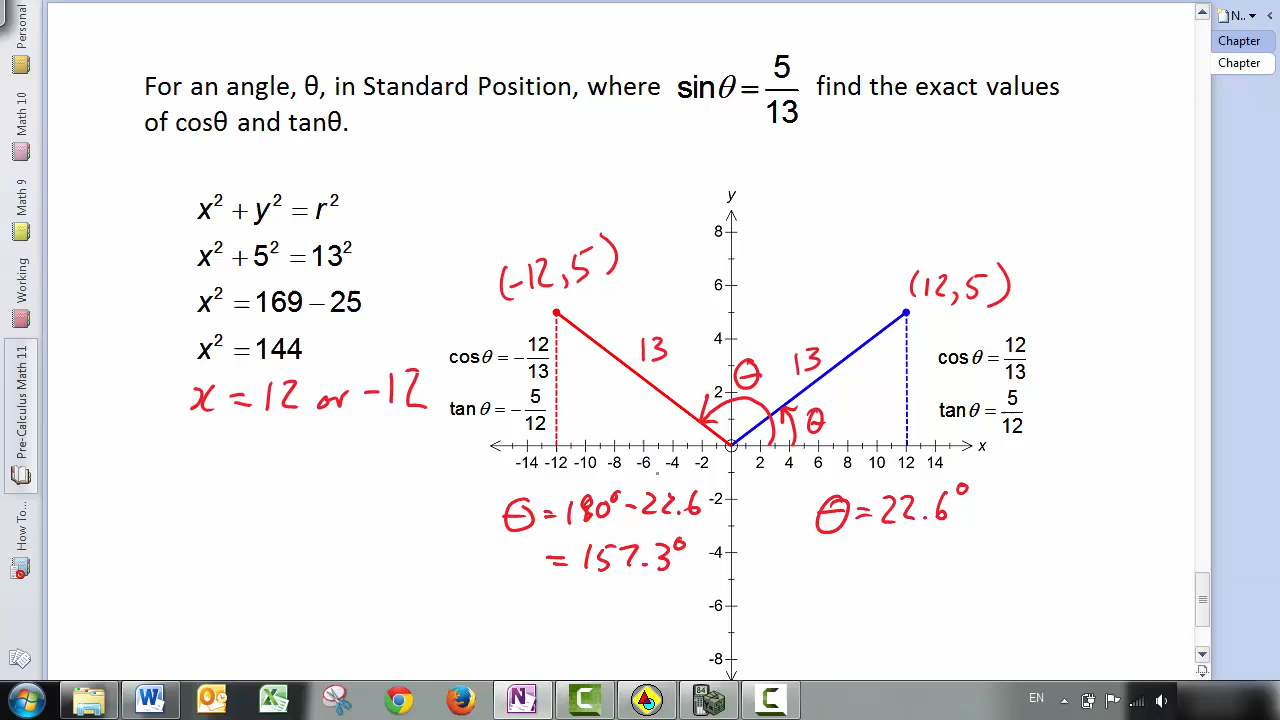 For an angle, θ, in Standard Position, where sinθ = 5/13 find the exact values
of cosθ and tanθ.
x² + y² = r²
x² + 5² = 13²
x² = 169 − 25
x² = 144
x = 12 or -12
(-12, 5)
(12, 5)
13
13
θ
θ
cosθ = −12/13
tanθ = −5/12
cosθ = 12/13
tanθ = 5/12
y
8
6
4
2
-14 -12 -10 -8 -6 -4 -2 2 4 6 8 10 12 14 x
-2
-4
-6
-8
θ = 180° - 22.6
= 157.3°
θ = 22.6°
Personal
Math 10
Math 9
Working
Pre-Calculus Math 11
How To...
N..
Chapter
Chapter
84
EN